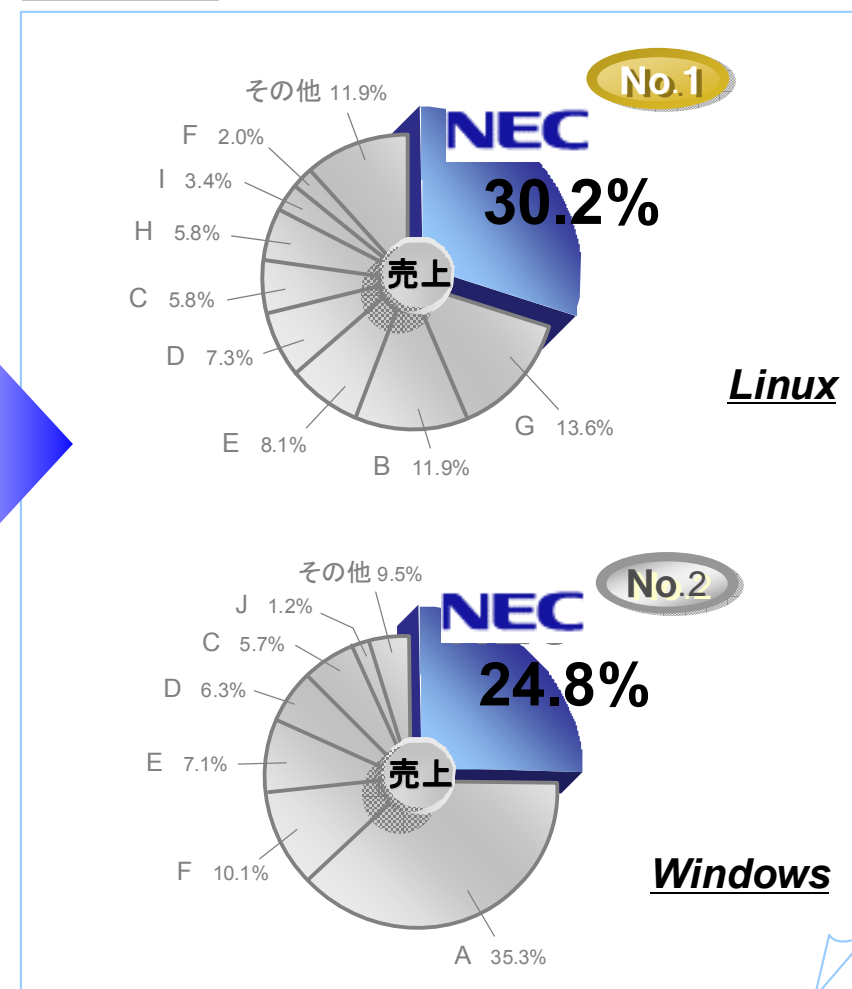 No.1
NEC
30.2%
その他 11.9%
F 2.0%
I 3.4%
H 5.8%
C 5.8%
D 7.3%
E 8.1%
B 11.9%
G 13.6%
売上
Linux
No.2
NEC
24.8%
その他 9.5%
J 1.2%
C 5.7%
D 6.3%
E 7.1%
F 10.1%
A 35.3%
売上
Windows